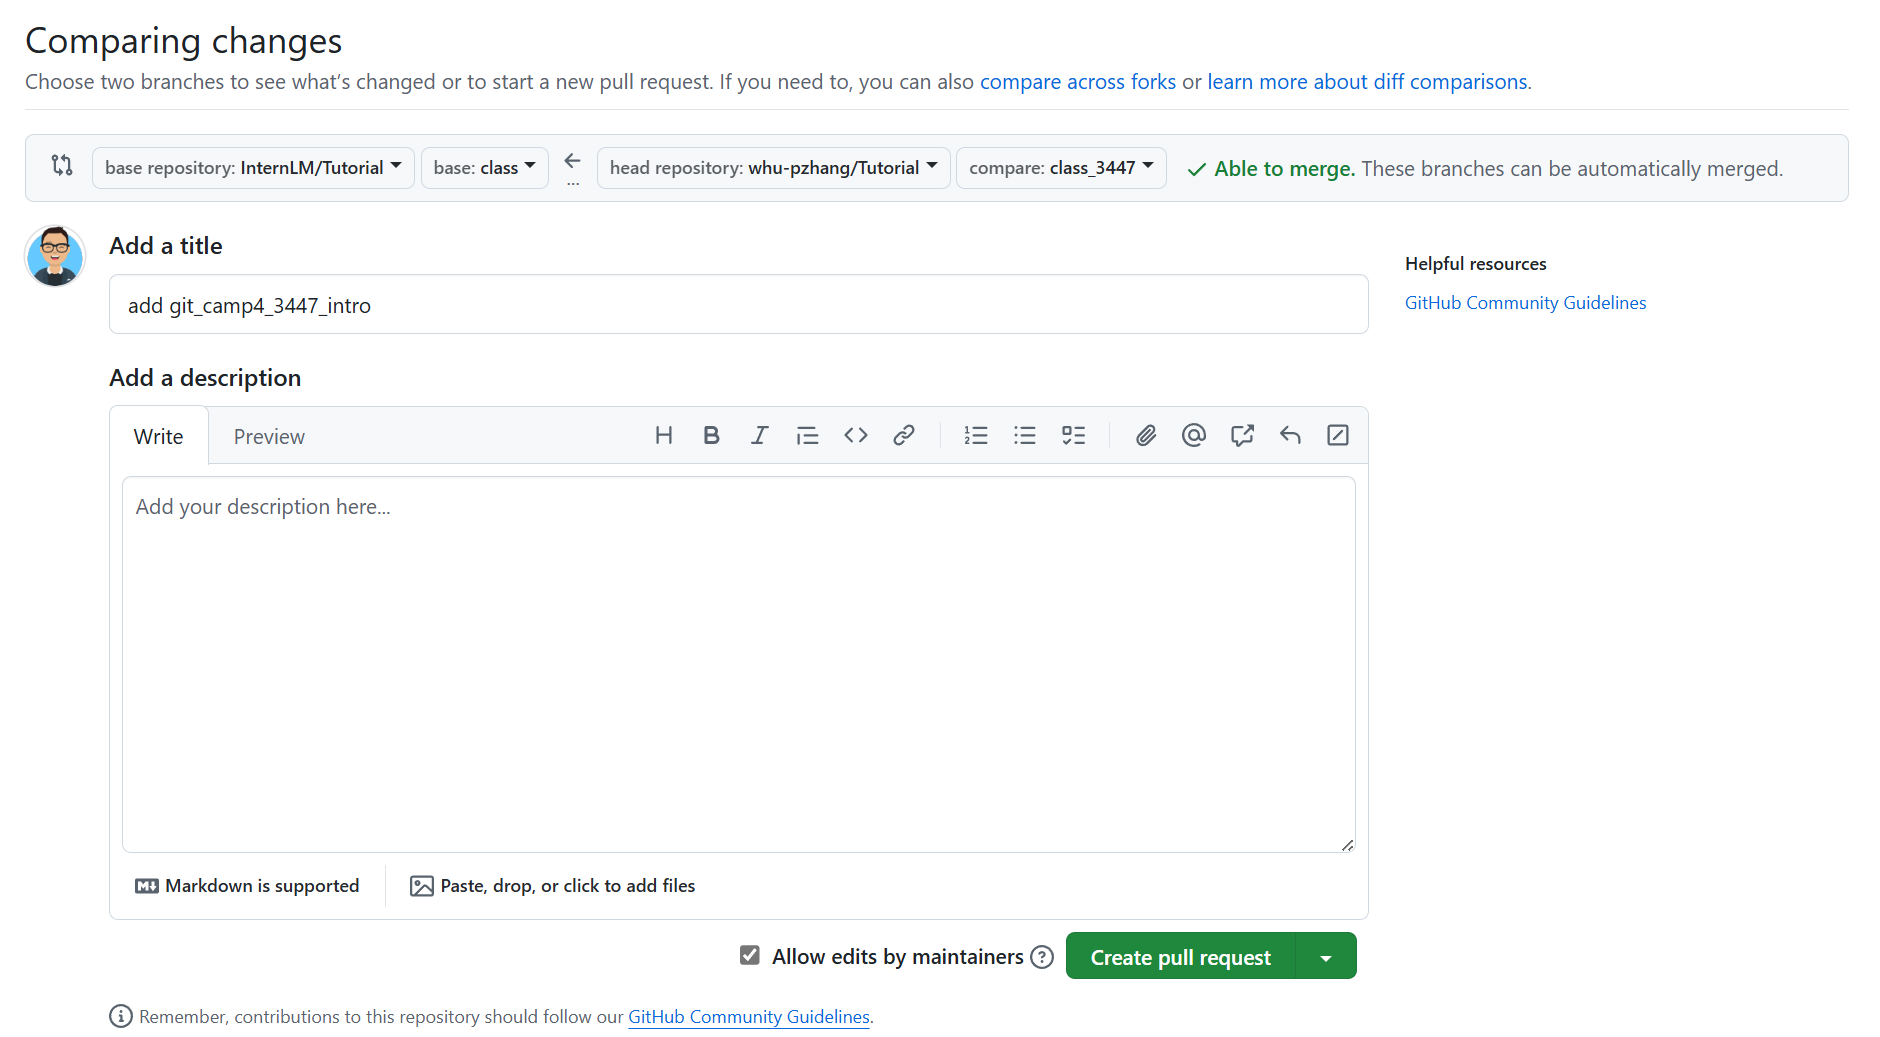 Comparing changes
Choose two branches to see what’s changed or to start a new pull request. If you need to, you can also compare across forks or learn more about diff comparisons.
base repository: InternLM/Tutorial base: class ... head repository: whu-pzhang/Tutorial compare: class_3447 Able to merge. These branches can be automatically merged.
Add a title
Helpful resources
add git_camp4_3447_intro
GitHub Community Guidelines
Add a description
Write Preview
Add your description here...
Markdown is supported Paste, drop, or click to add files
Allow edits by maintainers Create pull request
Remember, contributions to this repository should follow our GitHub Community Guidelines.